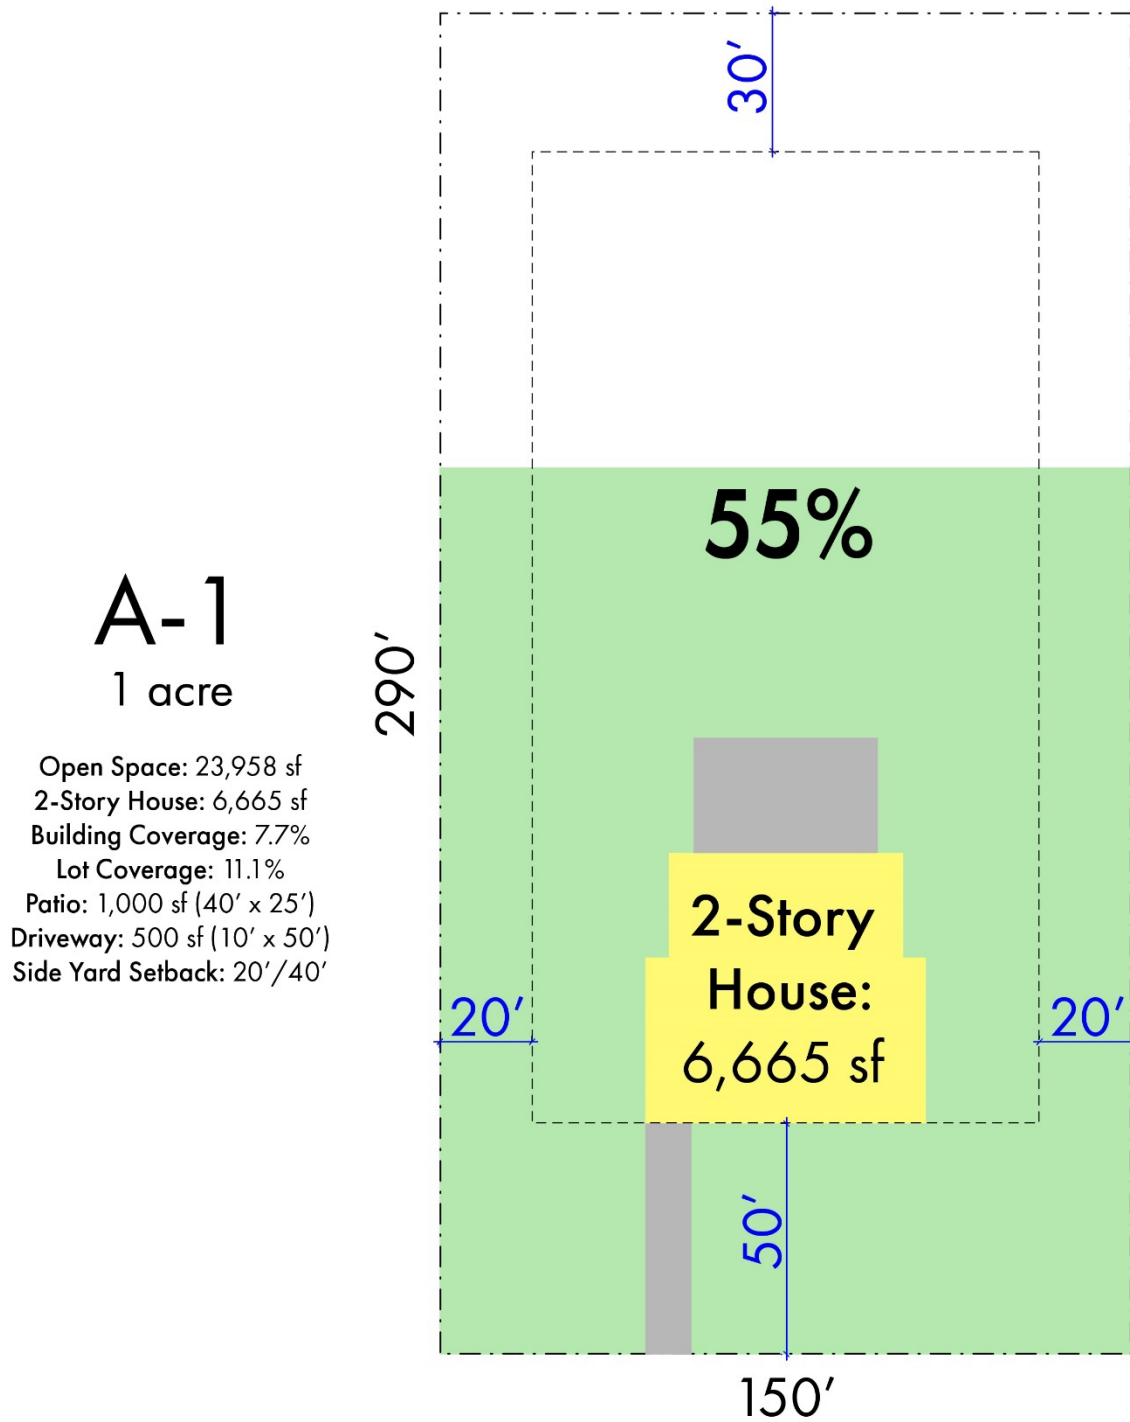 30′
55%
A-1
1 acre
290′
Open Space: 23,958 sf
2-Story House: 6,665 sf
Building Coverage: 7.7%
Lot Coverage: 11.1%
Patio: 1,000 sf (40′ x 25′)
Driveway: 500 sf (10′ x 50′)
Side Yard Setback: 20′/40′
2-Story
House:
6,665 sf
20′
20′
50′
150′